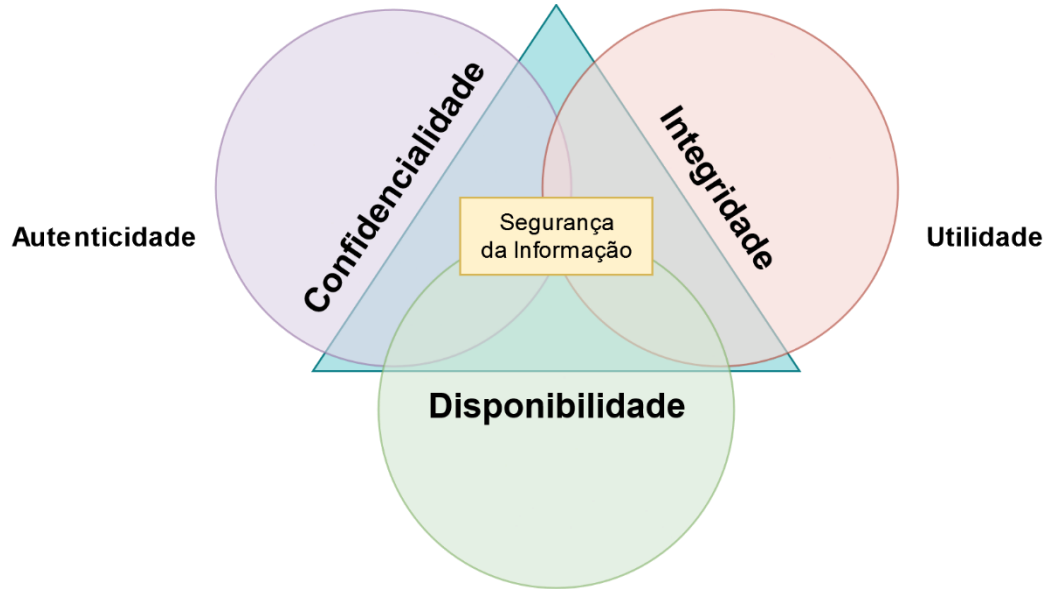 Confidencialidade
Integridade
Segurança
da Informação
Autenticidade
Utilidade
Disponibilidade